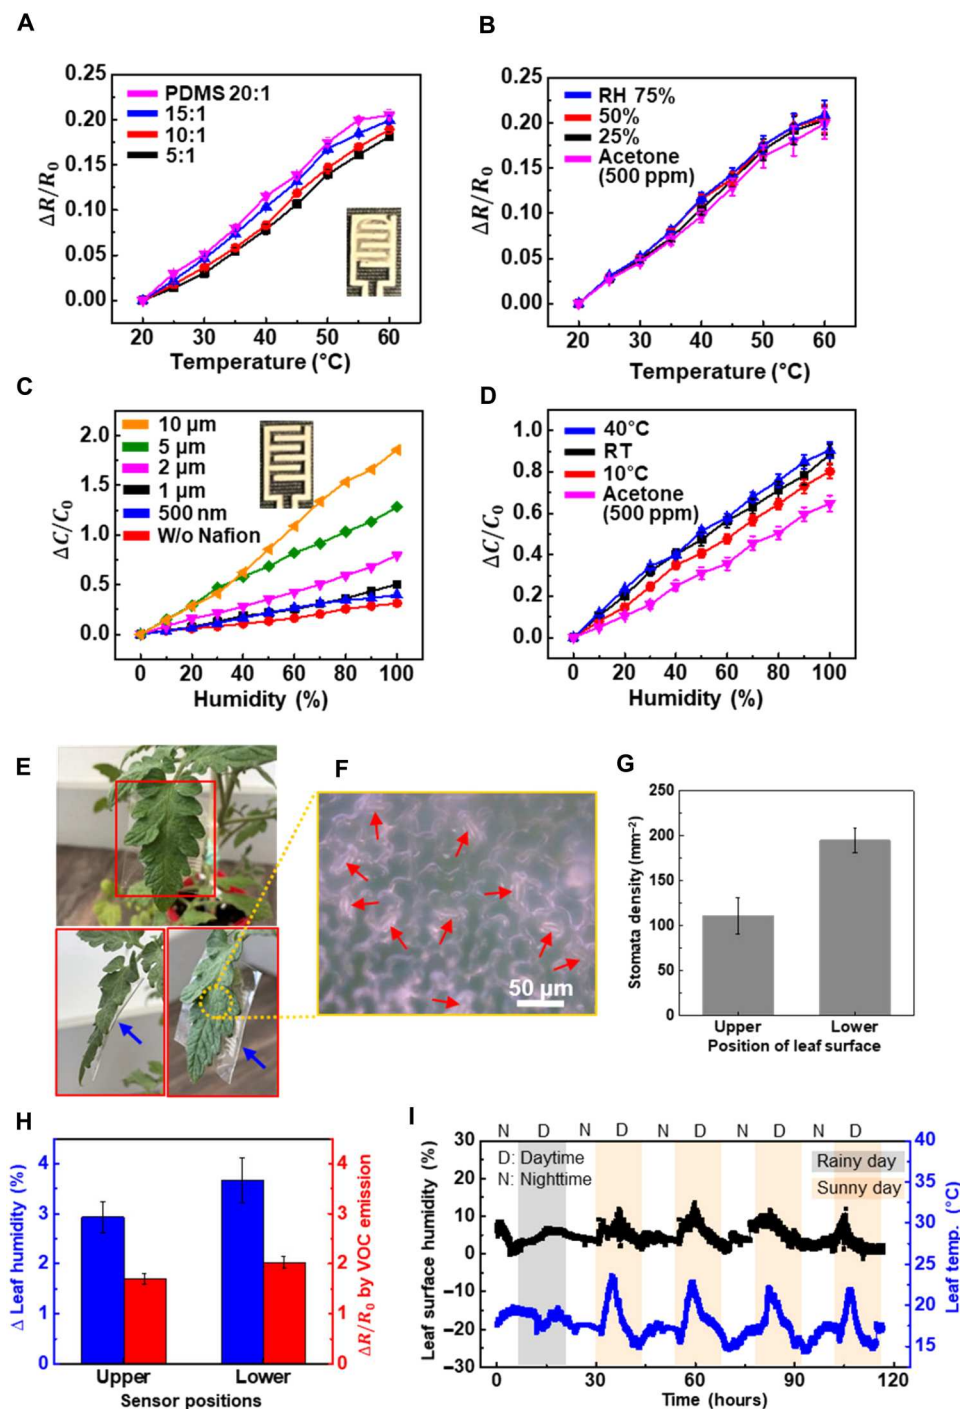 A
ΔR/R₀
0.25
0.20
0.15
0.10
0.05
0.00
PDMS 20:1
15:1
10:1
5:1
20 30 40 50 60
Temperature (°C)
B
ΔR/R₀
0.25
0.20
0.15
0.10
0.05
0.00
RH 75%
50%
25%
Acetone
(500 ppm)
20 30 40 50 60
Temperature (°C)
C
ΔC/C₀
2.0
1.5
1.0
0.5
0.0
10 μm
5 μm
2 μm
1 μm
500 nm
W/o Nafion
0 20 40 60 80 100
Humidity (%)
D
ΔC/C₀
1.0
0.8
0.6
0.4
0.2
0.0
40°C
RT
10°C
Acetone
(500 ppm)
0 20 40 60 80 100
Humidity (%)
E
F
50 μm
G
Stomata density (mm⁻²)
250
200
150
100
50
0
Upper Lower
Position of leaf surface
H
Δ Leaf humidity (%)
4
3
2
1
0
4
3
2
1
0
ΔR/R₀ by VOC emission
Upper Lower
Sensor positions
I
N D N D N D N D N D
Leaf surface humidity (%)
30
20
10
0
−10
−20
−30
D: Daytime
N: Nighttime
Rainy day
Sunny day
40
35
30
25
20
15
Leaf temp. (°C)
0 30 60 90 120
Time (hours)